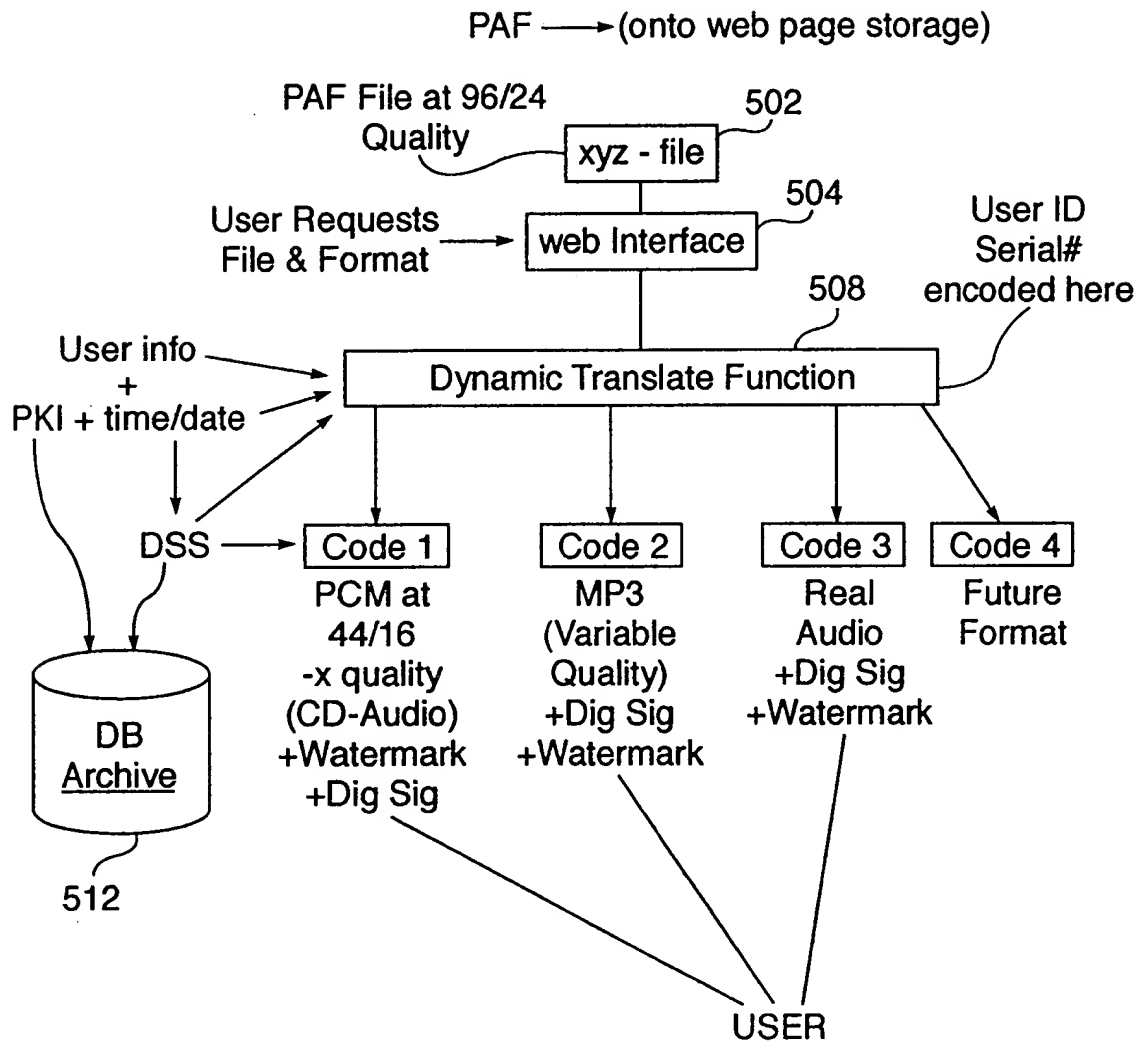 PAF (onto web page storage)
PAF File at 96/24
Quality
502
xyz - file
504
User Requests
File & Format
web Interface
User ID
Serial#
encoded here
508
User info
+
PKI + time/date
Dynamic Translate Function
DSS
Code 1
Code 2
Code 3
Code 4
PCM at
44/16
-x quality
(CD-Audio)
+Watermark
+Dig Sig
MP3
(Variable
Quality)
+Dig Sig
+Watermark
Real
Audio
+Dig Sig
+Watermark
Future
Format
DB
Archive
512
USER